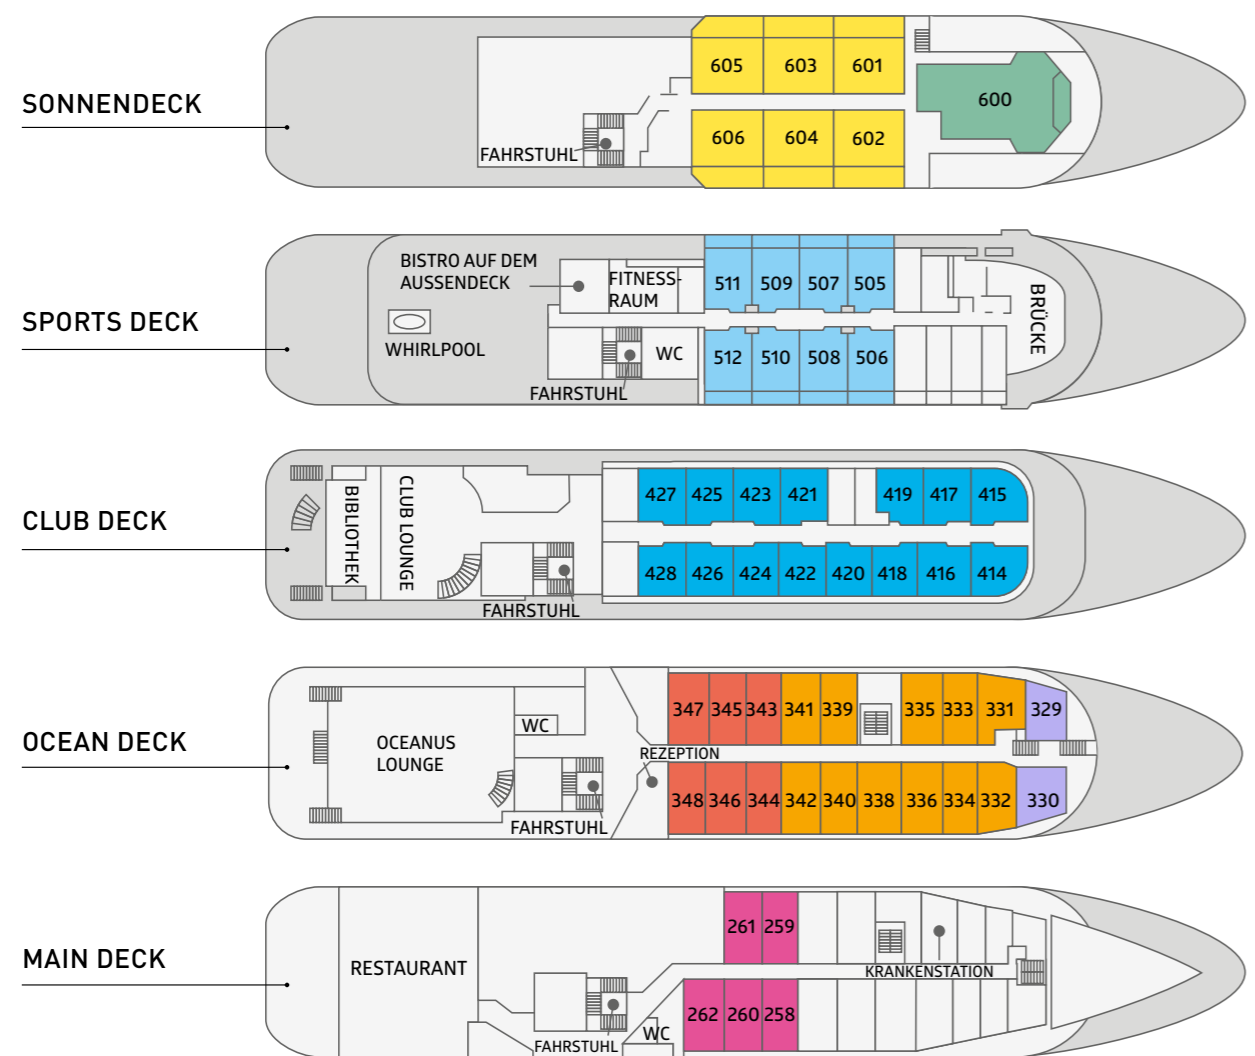 SONNENDECK
605 603 601
600
606 604 602
FAHRSTUHL
SPORTS DECK
BISTRO AUF DEM
AUSSENDECK
FITNESS-
RAUM
511 509 507 505
BRÜCKE
WHIRLPOOL
WC
512 510 508 506
FAHRSTUHL
CLUB DECK
BIBLIOTHEK
CLUB LOUNGE
427 425 423 421 419 417 415
428 426 424 422 420 418 416 414
FAHRSTUHL
OCEAN DECK
347 345 343 341 339 335 333 331 329
WC
OCEANUS
LOUNGE
REZEPTION
348 346 344 342 340 338 336 334 332 330
FAHRSTUHL
MAIN DECK
261 259
RESTAURANT
KRANKENSTATION
262 260 258
WC
FAHRSTUHL